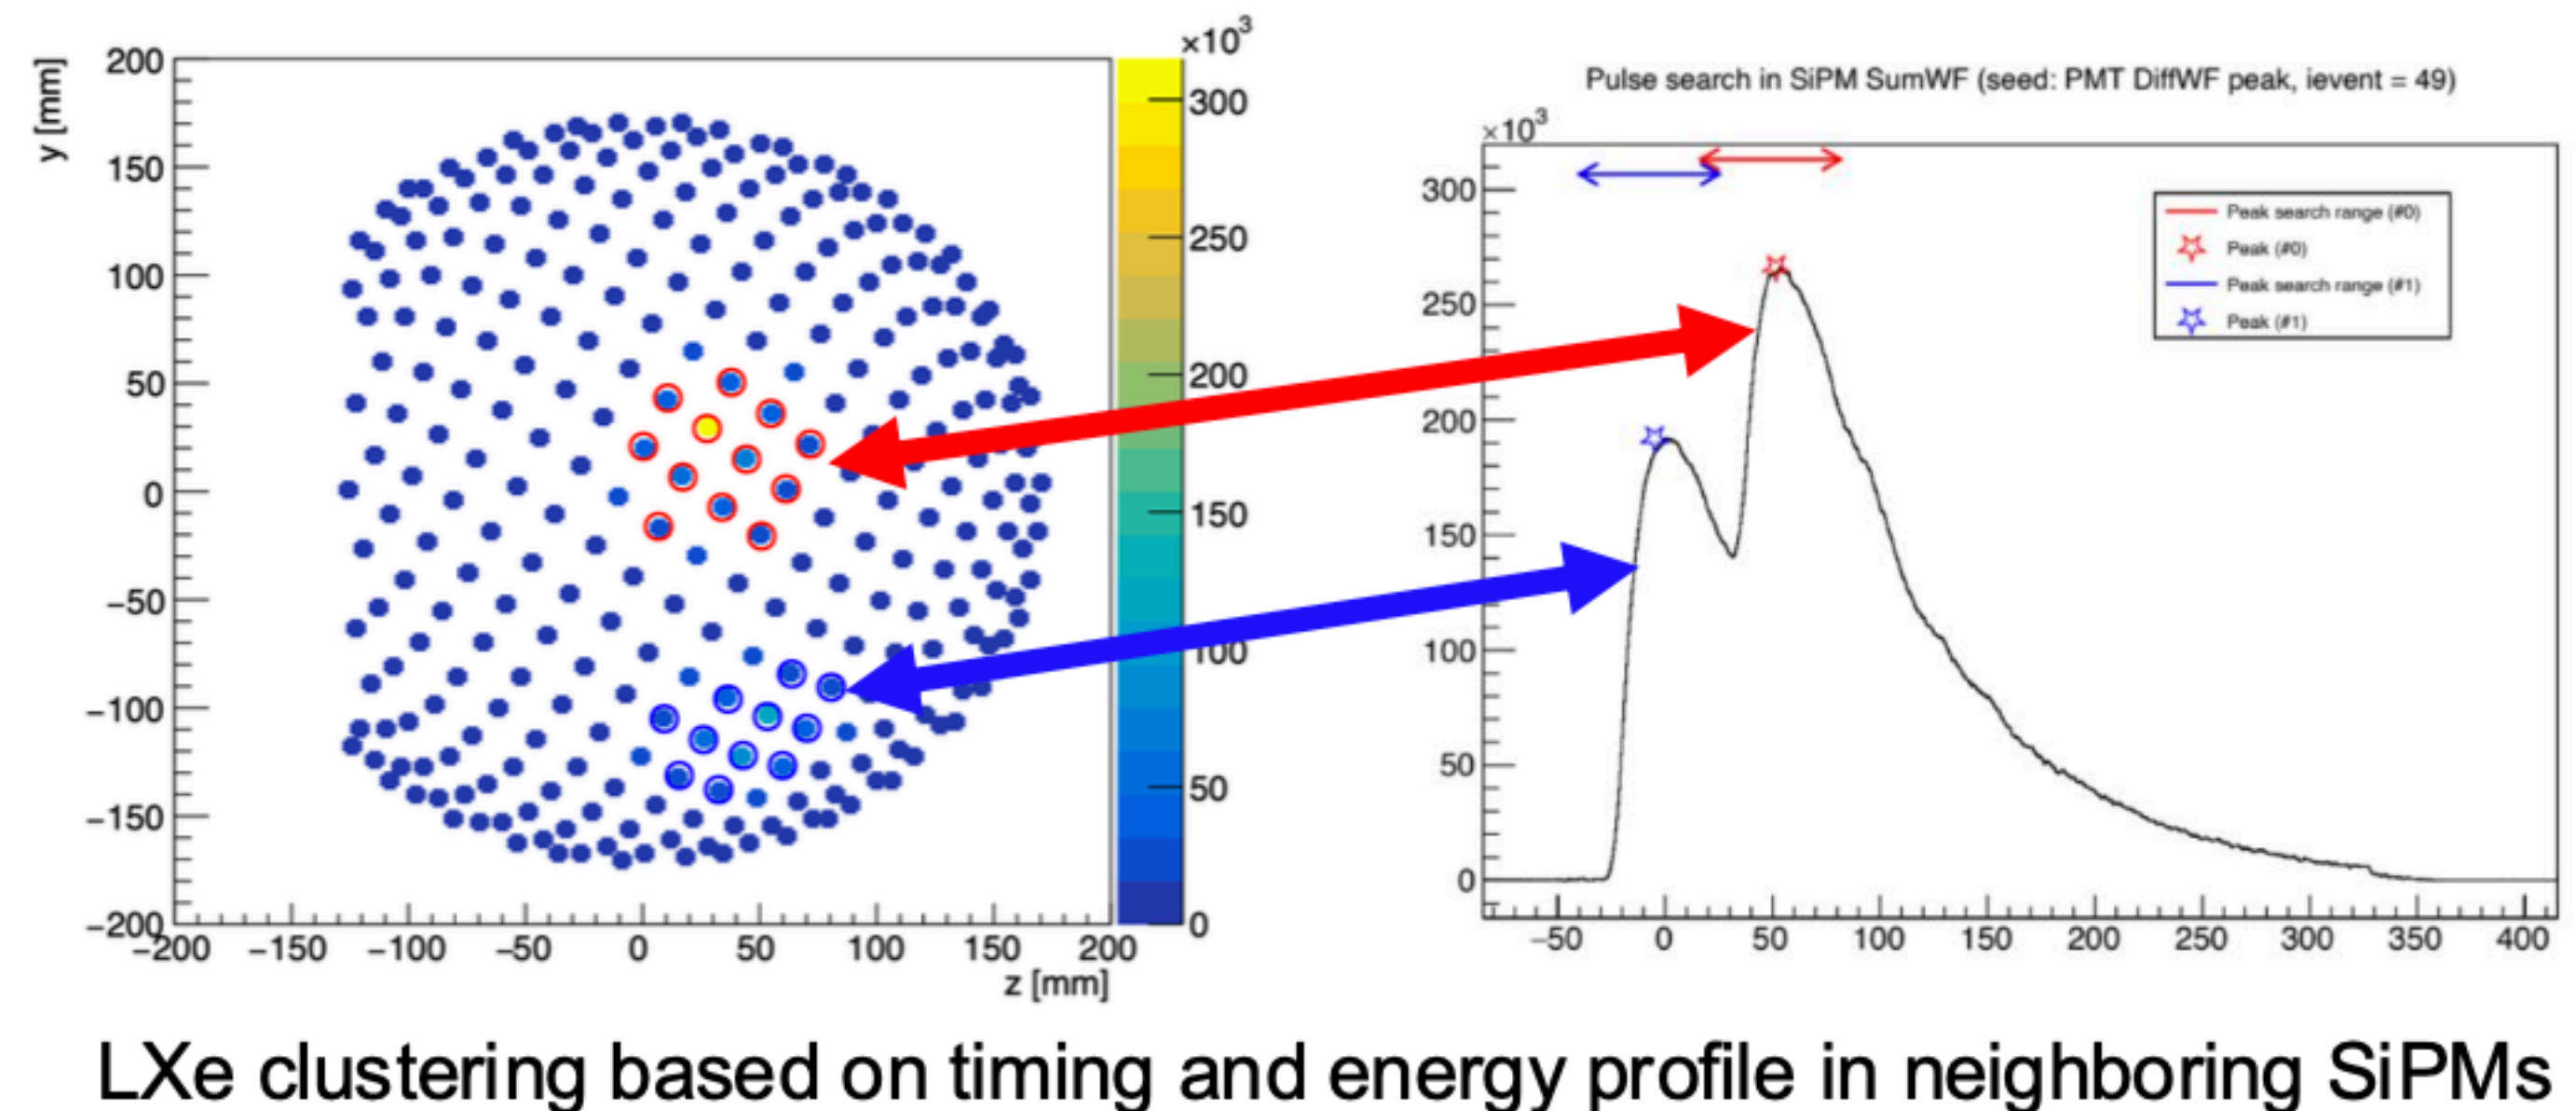 ×10³
y [mm]
200
150
100
50
0
−50
−100
−150
−200
−200 −150 −100 −50 0 50 100 150 200
z [mm]
300
250
200
150
100
50
0
Pulse search in SiPM SumWF (seed: PMT DiffWF peak, ievent = 49)
×10³
300
250
200
150
100
50
0
−50 0 50 100 150 200 250 300 350 400
Peak search range (#0)
Peak (#0)
Peak search range (#1)
Peak (#1)
LXe clustering based on timing and energy profile in neighboring SiPMs